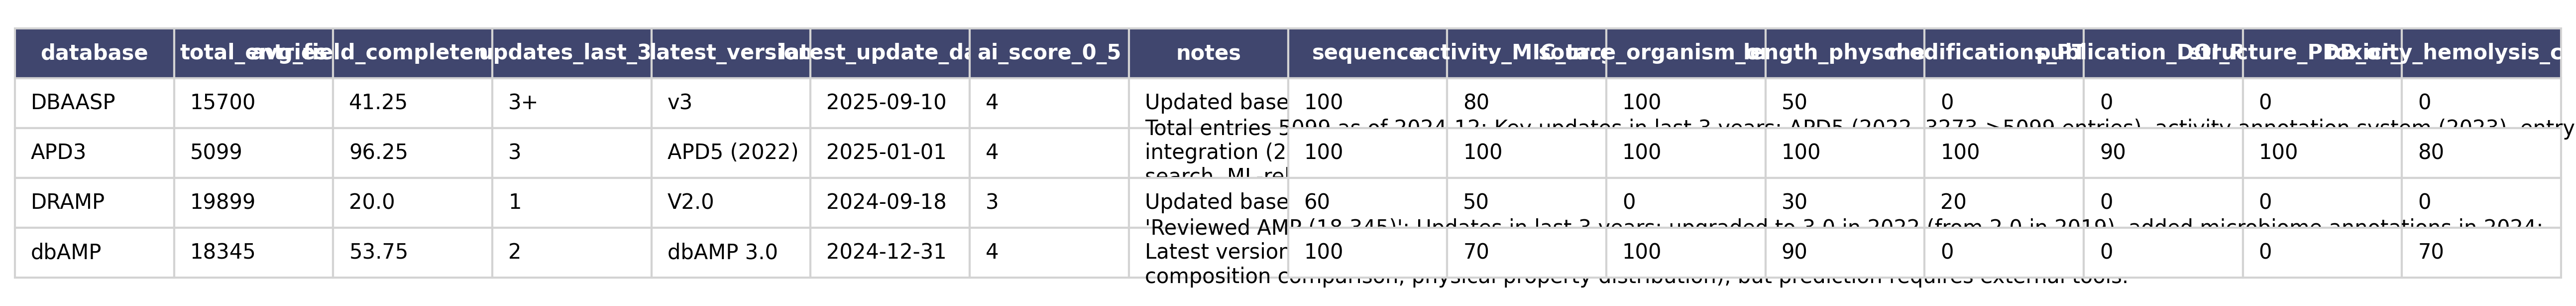 database total_entries avg_field_completen updates_last_3 latest_version latest_update_da ai_score_0_5 notes sequence activity_MIC_targ source_organism_ length_physche modifications_PT publication_DOI structure_PDB toxicity_hemolysis_c
DBAASP 15700 41.25 3+ v3 2025-09-10 4 Updated base 100 80 100 50 0 0 0 0
Total entries 5099 as of 2024-12; Key updates in last 3 years: APD5 (2022, 3273->5099 entries), activity annotation system (2023), entry
APD3 5099 96.25 3 APD5 (2022) 2025-01-01 4 integration (2 100 100 100 100 100 90 100 80
search, ML
DRAMP 19899 20.0 1 V2.0 2024-09-18 3 Updated base 60 50 0 30 20 0 0 0
'Reviewed AMP (18,345)'; Updates in last 3 years: upgraded to 3.0 in 2022 (from 2.0 in 2019), added microbiome annotations in 2024;
dbAMP 18345 53.75 2 dbAMP 3.0 2024-12-31 4 Latest version 100 70 100 90 0 0 0 70
composition comparison, physical property distribution), but prediction requires external tools.